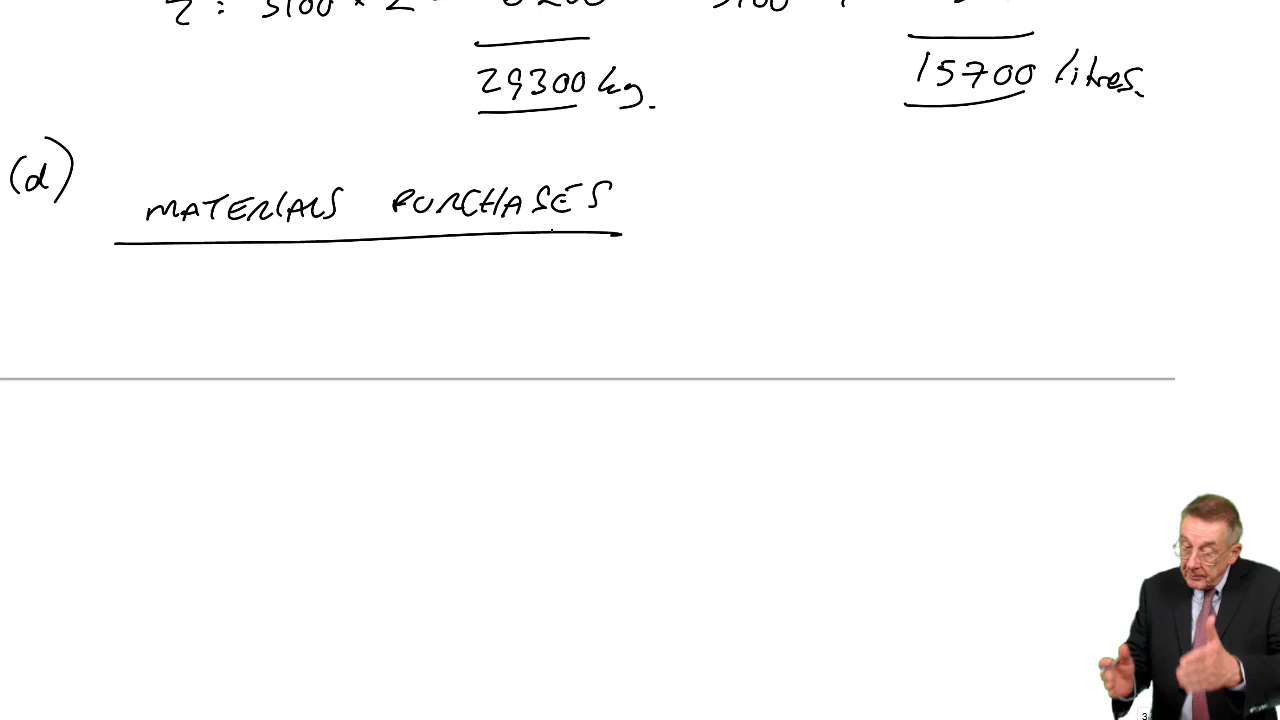 29300 kg.
15700 litres.
(d)
MATERIALS PURCHASES